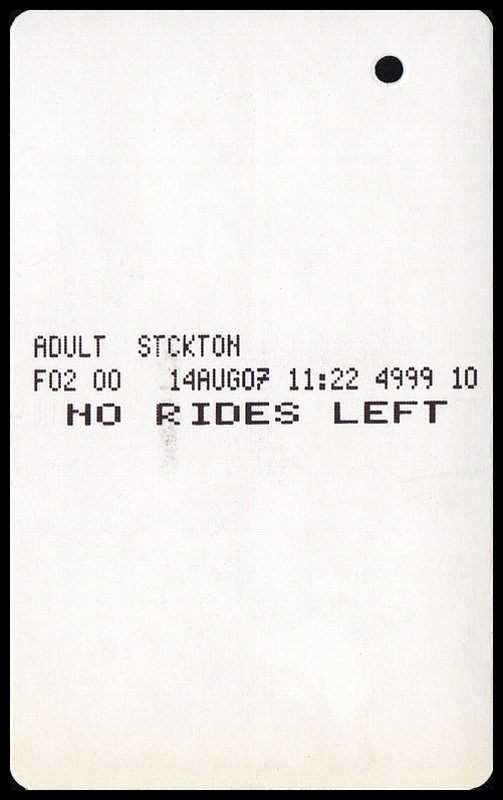 ADULT STCKTON
F02 00 14AUG07 11:22 4999 10
NO RIDES LEFT